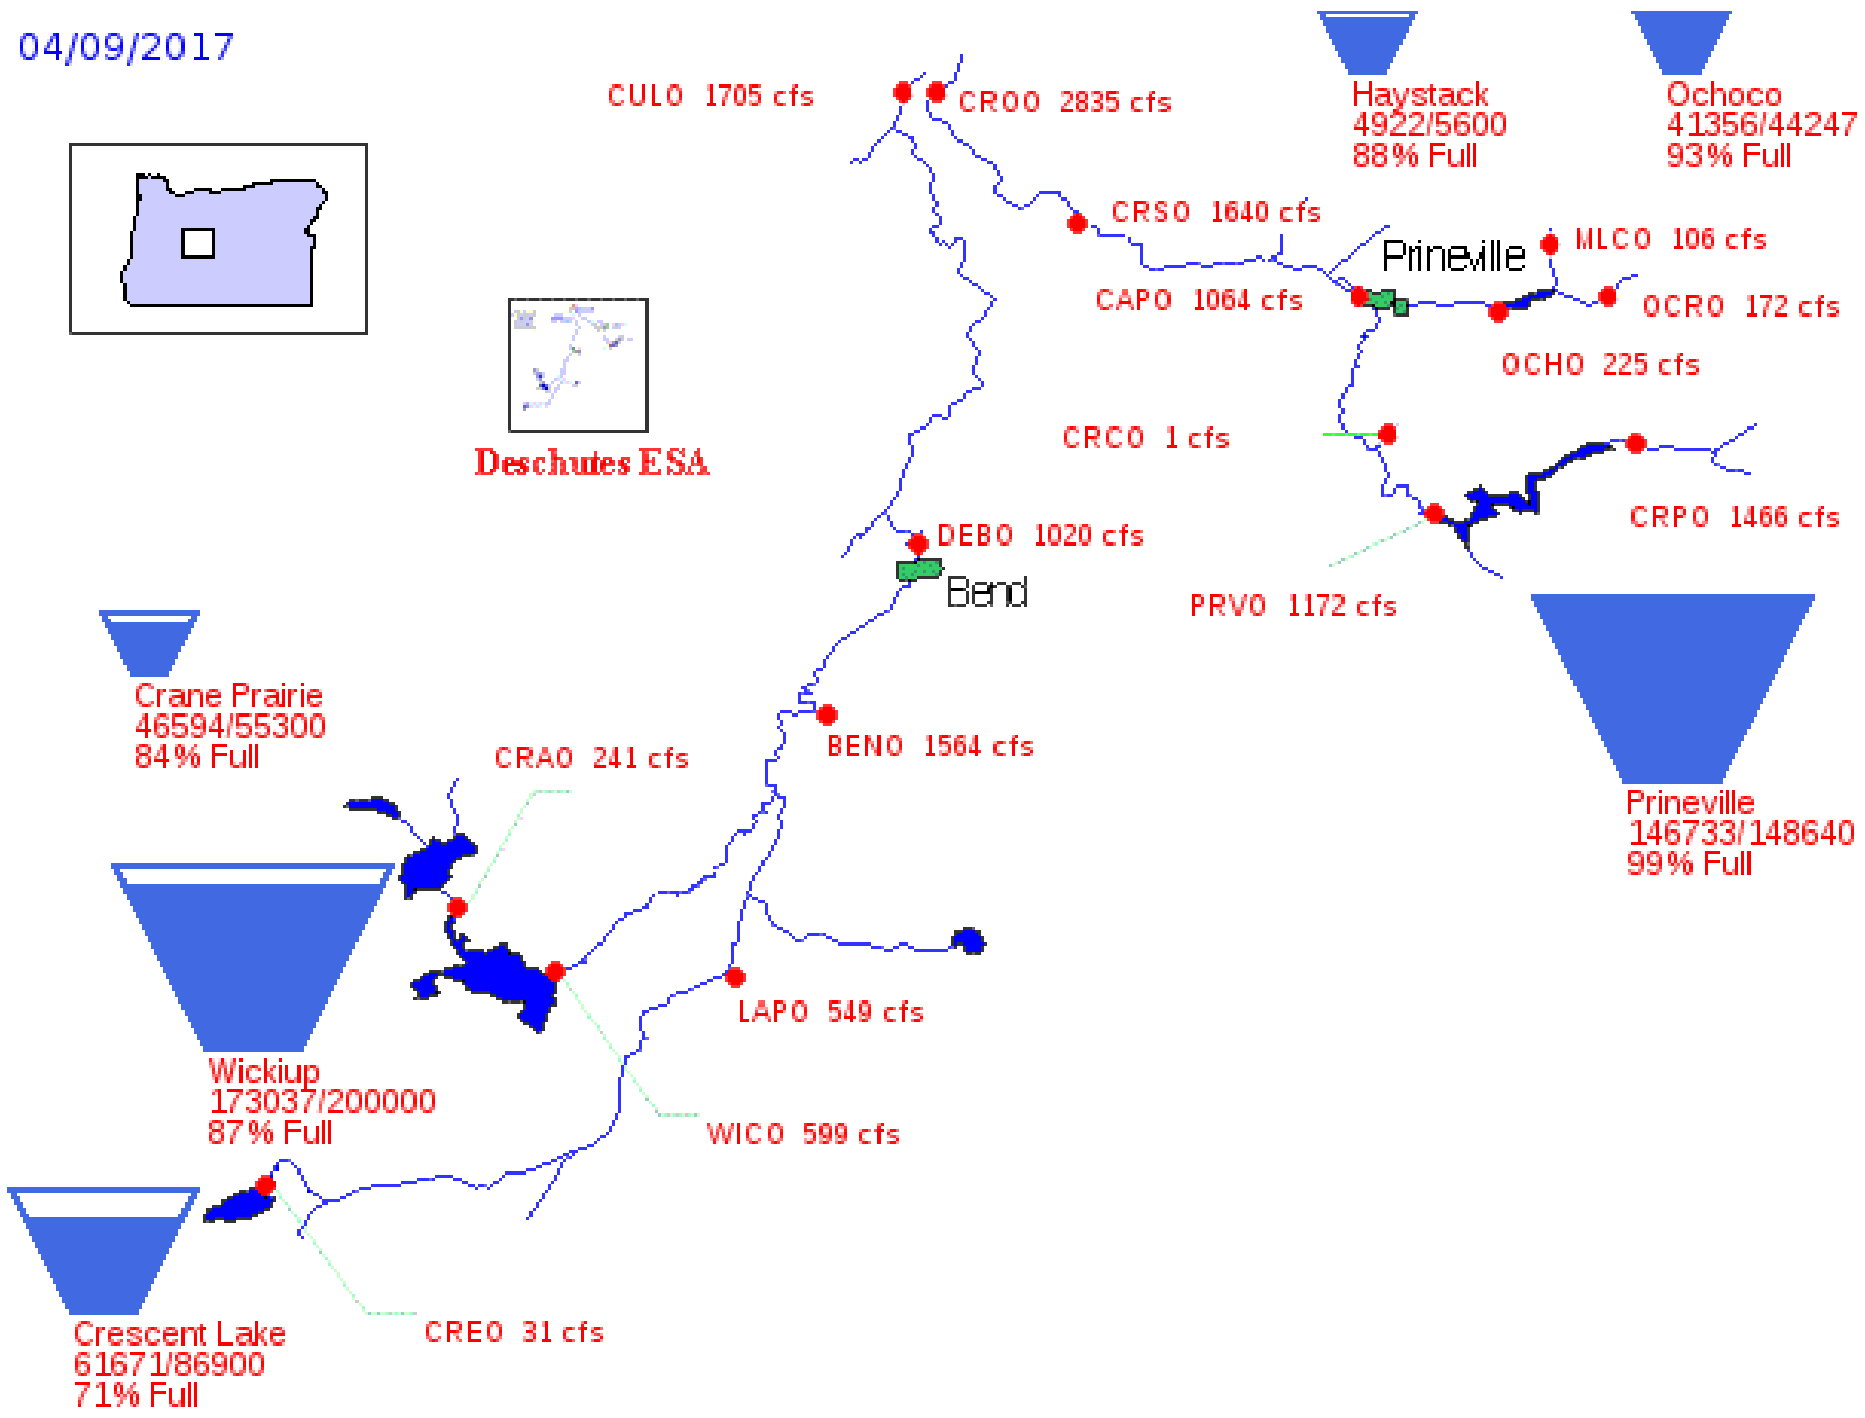 04/09/2017
CULO 1705 cfs
CROO 2835 cfs
Haystack
4922/5600
88% Full
Ochoco
41356/44247
93% Full
CRSO 1640 cfs
Prineville
MLCO 106 cfs
CAPO 1064 cfs
OCRO 172 cfs
OCHO 225 cfs
CRCO 1 cfs
Deschutes ESA
CRPO 1466 cfs
DEBO 1020 cfs
Bend
PRVO 1172 cfs
Crane Prairie
46594/55300
84% Full
BENO 1564 cfs
CRAO 241 cfs
Prineville
146733/148640
99% Full
LAPO 549 cfs
Wickiup
173037/200000
87% Full
WICO 599 cfs
CREO 31 cfs
Crescent Lake
61671/86900
71% Full